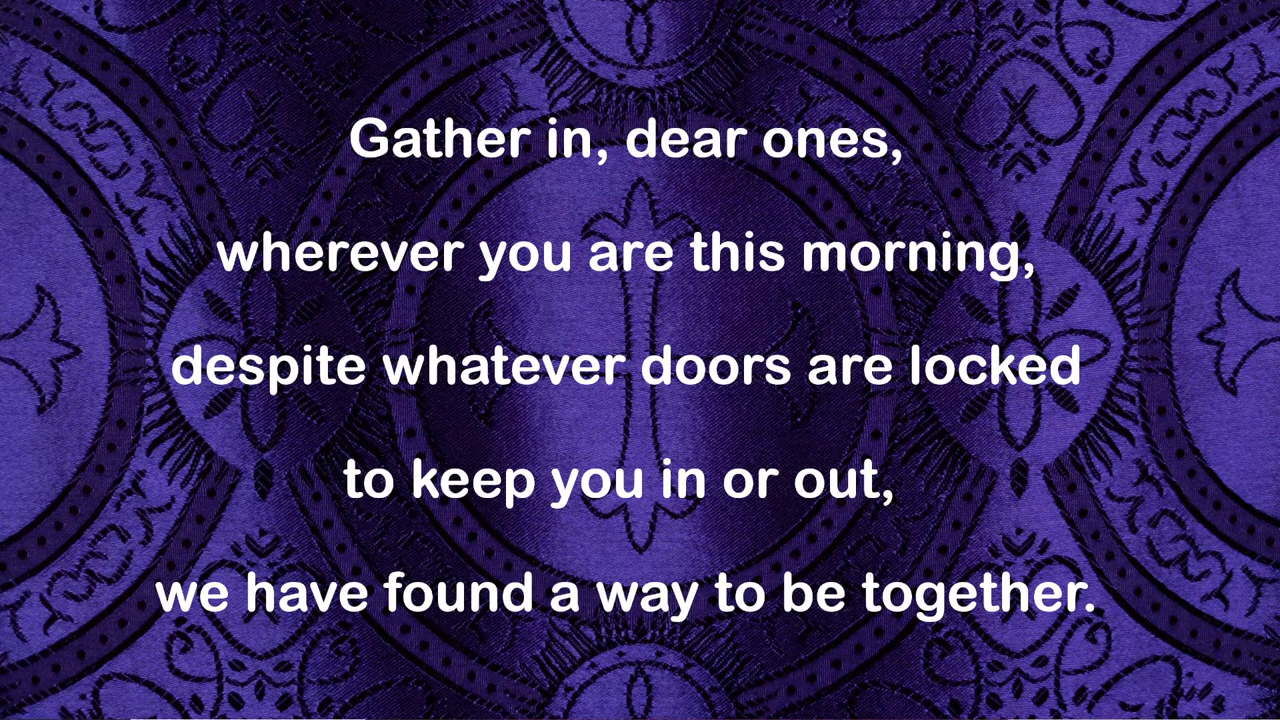 Gather in, dear ones,
wherever you are this morning,
despite whatever doors are locked
to keep you in or out,
we have found a way to be together.